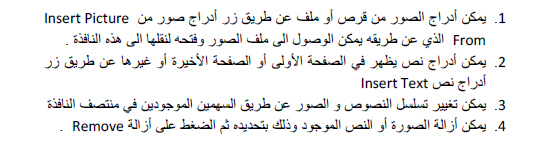 1. يمكن أدراج الصور من قرص أو ملف عن طريق زر أدراج صور من Insert Picture
From الذي عن طريقه يمكن الوصول الى ملف الصور وفتحه لنقلها الى هذه النافذة .
2. يمكن أدراج نص يظهر في الصفحة الأولى أو الصفحة الأخيرة أو غيرها عن طريق زر
أدراج نص Insert Text
3. يمكن تغيير تسلسل النصوص و الصور عن طريق السهمين الموجودين في منتصف النافذة
4. يمكن أزالة الصورة أو النص الموجود وذلك بتحديده ثم الضغط على أزالة Remove .